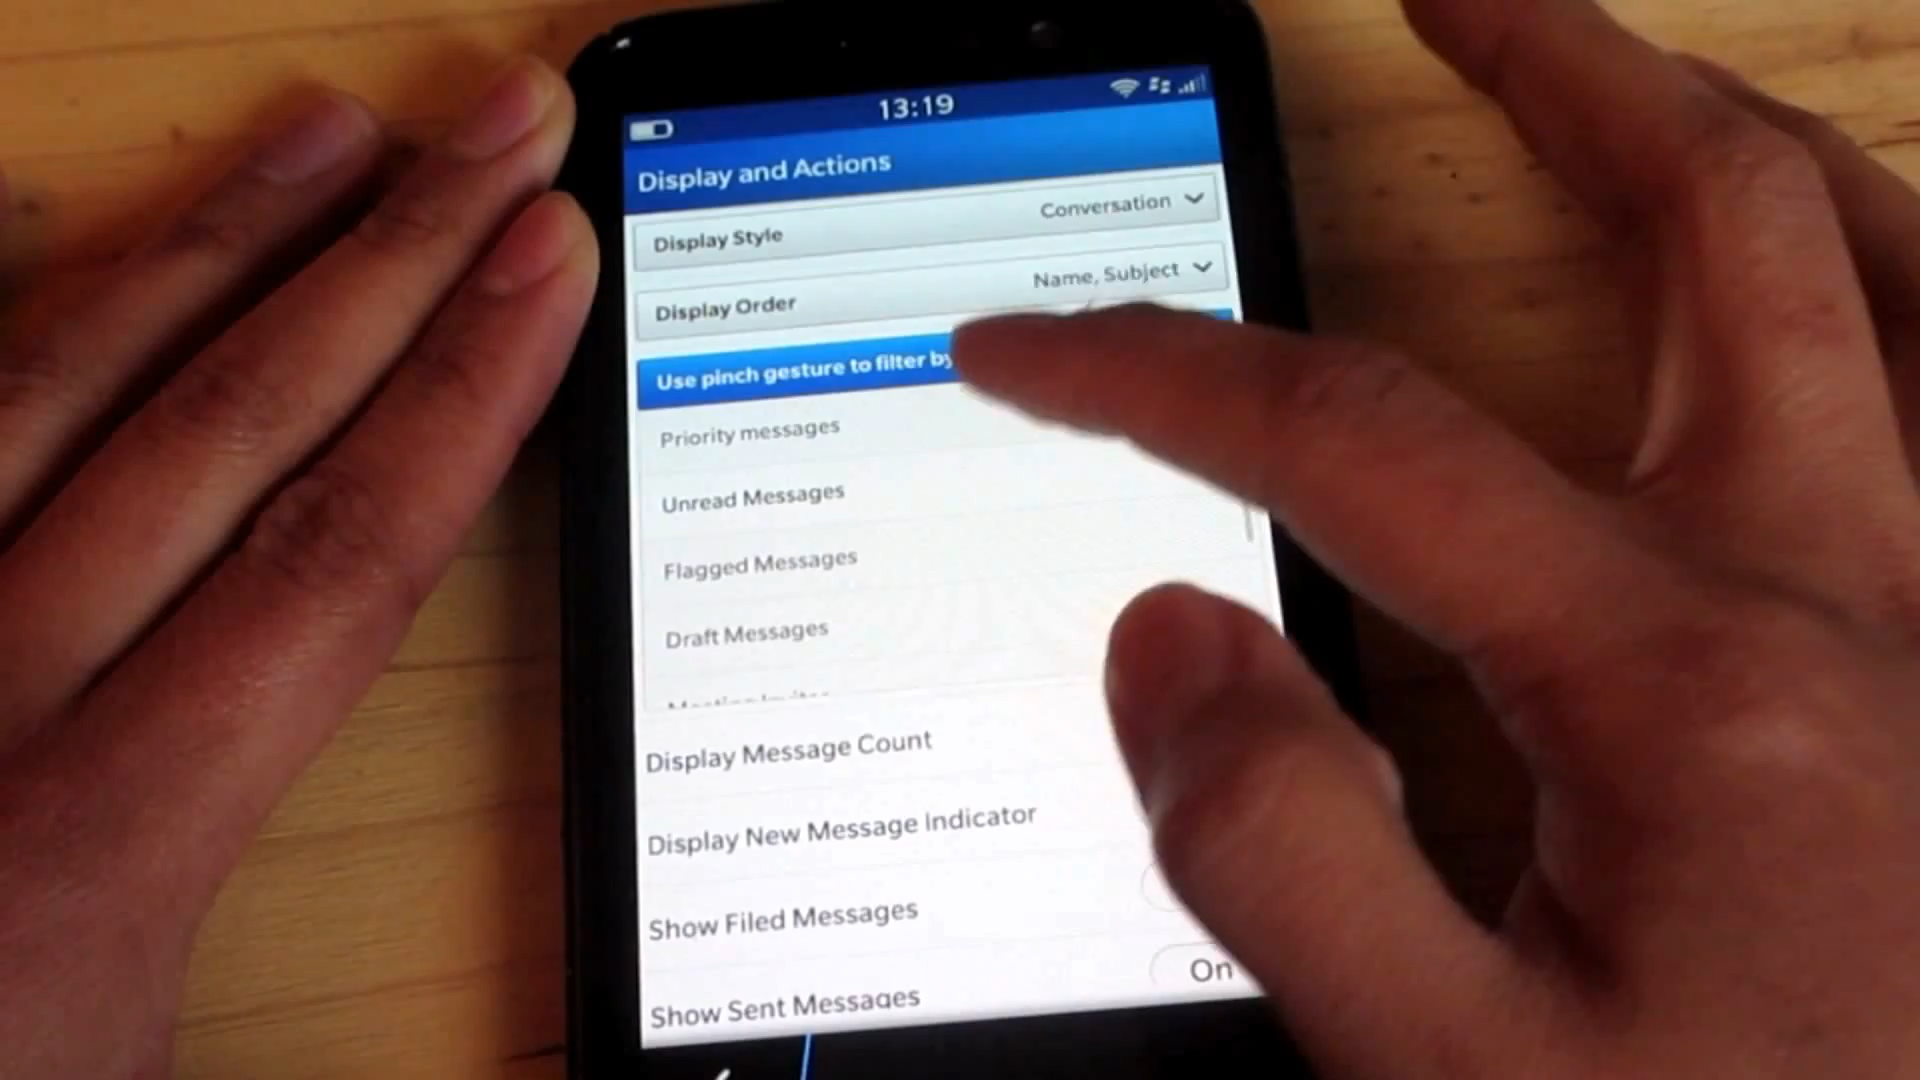 13:19
Display and Actions
Display Style Conversation
Display Order Name, Subject
Use pinch gesture to filter by
Priority messages
Unread Messages
Flagged Messages
Draft Messages
Display Message Count
Display New Message Indicator
Show Filed Messages
Show Sent Messages On